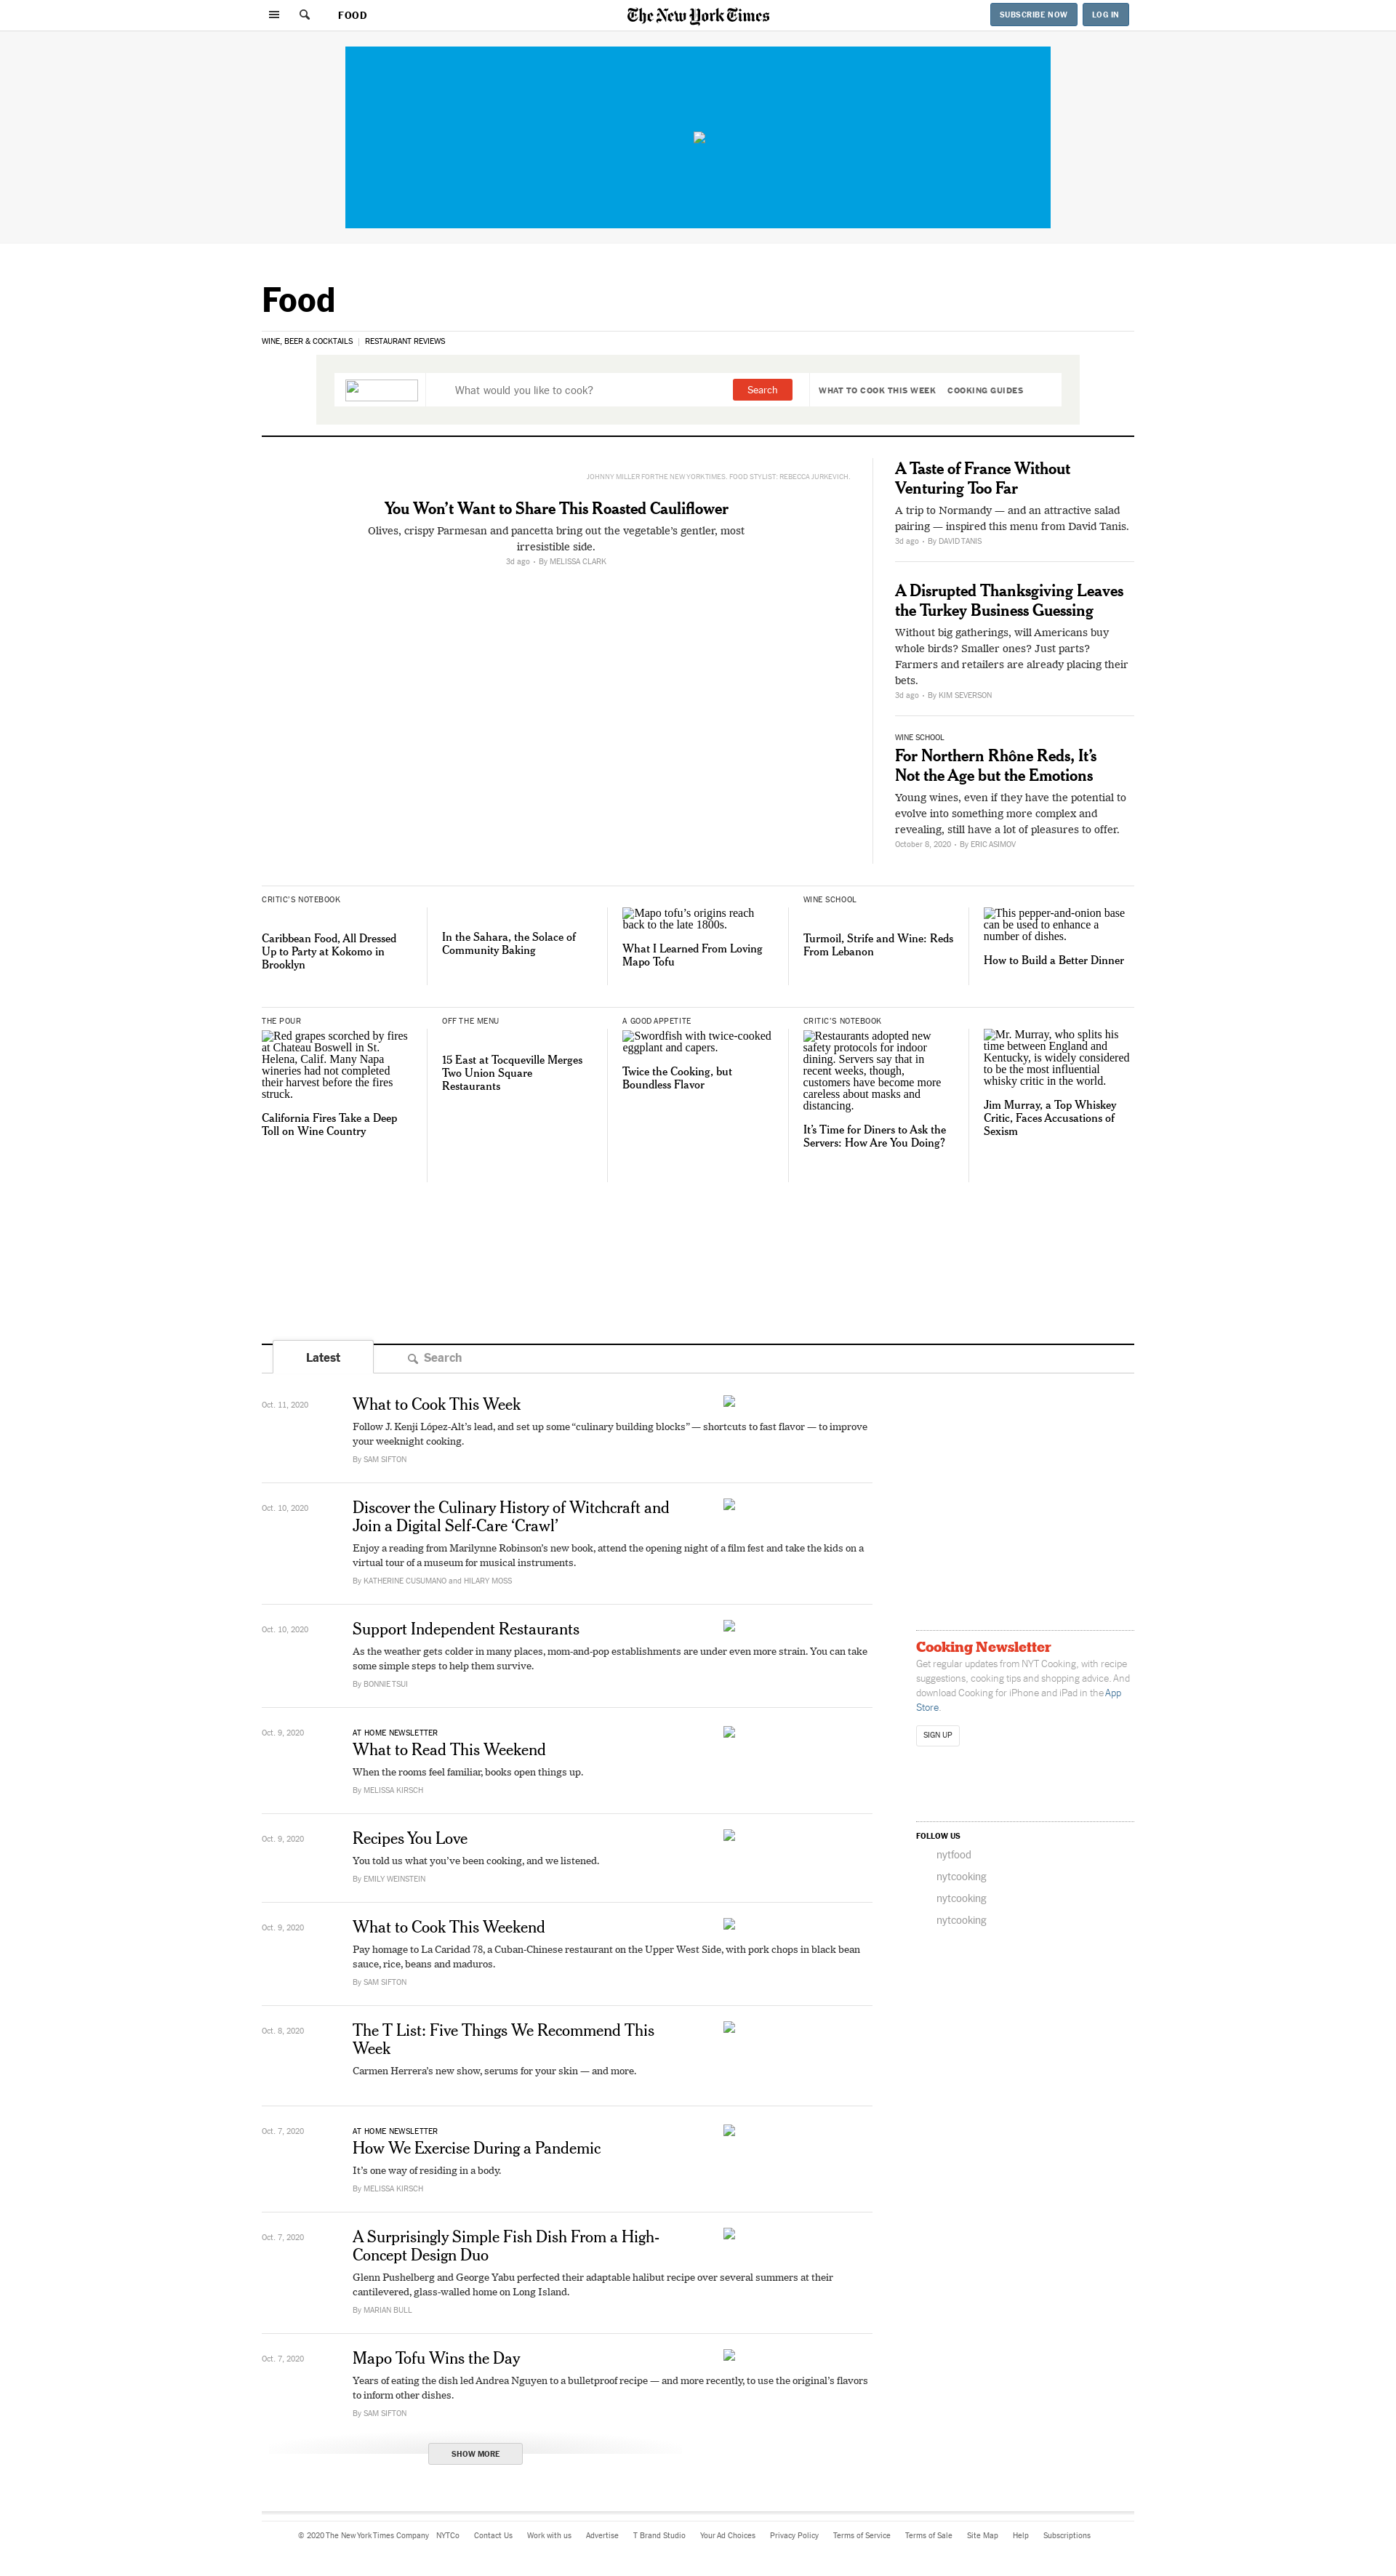 FOOD
The New York Times
SUBSCRIBE NOW
LOG IN
Food
WINE, BEER & COCKTAILS | RESTAURANT REVIEWS
What would you like to cook?
Search
WHAT TO COOK THIS WEEK
COOKING GUIDES
JOHNNY MILLER FOR THE NEW YORK TIMES. FOOD STYLIST: REBECCA JURKEVICH.
You Won’t Want to Share This Roasted Cauliflower
Olives, crispy Parmesan and pancetta bring out the vegetable’s gentler, most
irresistible side.
3d ago • By MELISSA CLARK
A Taste of France Without
Venturing Too Far
A trip to Normandy — and an attractive salad
pairing — inspired this menu from David Tanis.
3d ago • By DAVID TANIS
A Disrupted Thanksgiving Leaves
the Turkey Business Guessing
Without big gatherings, will Americans buy
whole birds? Smaller ones? Just parts?
Farmers and retailers are already placing their
bets.
3d ago • By KIM SEVERSON
WINE SCHOOL
For Northern Rhône Reds, It’s
Not the Age but the Emotions
Young wines, even if they have the potential to
evolve into something more complex and
revealing, still have a lot of pleasures to offer.
October 8, 2020 • By ERIC ASIMOV
CRITIC’S NOTEBOOK
Caribbean Food, All Dressed
Up to Party at Kokomo in
Brooklyn
In the Sahara, the Solace of
Community Baking
Mapo tofu’s origins reach
back to the late 1800s.
What I Learned From Loving
Mapo Tofu
WINE SCHOOL
Turmoil, Strife and Wine: Reds
From Lebanon
This pepper-and-onion base
can be used to enhance a
number of dishes.
How to Build a Better Dinner
THE POUR
Red grapes scorched by fires
at Chateau Boswell in St.
Helena, Calif. Many Napa
wineries had not completed
their harvest before the fires
struck.
California Fires Take a Deep
Toll on Wine Country
OFF THE MENU
15 East at Tocqueville Merges
Two Union Square
Restaurants
A GOOD APPETITE
Swordfish with twice-cooked
eggplant and capers.
Twice the Cooking, but
Boundless Flavor
CRITIC’S NOTEBOOK
Restaurants adopted new
safety protocols for indoor
dining. Servers say that in
recent weeks, though,
customers have become more
careless about masks and
distancing.
It’s Time for Diners to Ask the
Servers: How Are You Doing?
Mr. Murray, who splits his
time between England and
Kentucky, is widely considered
to be the most influential
whisky critic in the world.
Jim Murray, a Top Whiskey
Critic, Faces Accusations of
Sexism
Latest
Search
Oct. 11, 2020
What to Cook This Week
Follow J. Kenji López-Alt’s lead, and set up some “culinary building blocks” — shortcuts to fast flavor — to improve
your weeknight cooking.
By SAM SIFTON
Oct. 10, 2020
Discover the Culinary History of Witchcraft and
Join a Digital Self-Care ‘Crawl’
Enjoy a reading from Marilynne Robinson’s new book, attend the opening night of a film fest and take the kids on a
virtual tour of a museum for musical instruments.
By KATHERINE CUSUMANO and HILARY MOSS
Oct. 10, 2020
Support Independent Restaurants
As the weather gets colder in many places, mom-and-pop establishments are under even more strain. You can take
some simple steps to help them survive.
By BONNIE TSUI
Oct. 9, 2020
AT HOME NEWSLETTER
What to Read This Weekend
When the rooms feel familiar, books open things up.
By MELISSA KIRSCH
Oct. 9, 2020
Recipes You Love
You told us what you’ve been cooking, and we listened.
By EMILY WEINSTEIN
Oct. 9, 2020
What to Cook This Weekend
Pay homage to La Caridad 78, a Cuban-Chinese restaurant on the Upper West Side, with pork chops in black bean
sauce, rice, beans and maduros.
By SAM SIFTON
Oct. 8, 2020
The T List: Five Things We Recommend This
Week
Carmen Herrera’s new show, serums for your skin — and more.
Oct. 7, 2020
AT HOME NEWSLETTER
How We Exercise During a Pandemic
It’s one way of residing in a body.
By MELISSA KIRSCH
Oct. 7, 2020
A Surprisingly Simple Fish Dish From a High-
Concept Design Duo
Glenn Pushelberg and George Yabu perfected their adaptable halibut recipe over several summers at their
cantilevered, glass-walled home on Long Island.
By MARIAN BULL
Oct. 7, 2020
Mapo Tofu Wins the Day
Years of eating the dish led Andrea Nguyen to a bulletproof recipe — and more recently, to use the original’s flavors
to inform other dishes.
By SAM SIFTON
SHOW MORE
Cooking Newsletter
Get regular updates from NYT Cooking, with recipe
suggestions, cooking tips and shopping advice. And
download Cooking for iPhone and iPad in the App
Store.
SIGN UP
FOLLOW US
nytfood
nytcooking
nytcooking
nytcooking
© 2020 The New York Times Company NYTCo Contact Us Work with us Advertise T Brand Studio Your Ad Choices Privacy Policy Terms of Service Terms of Sale Site Map Help Subscriptions